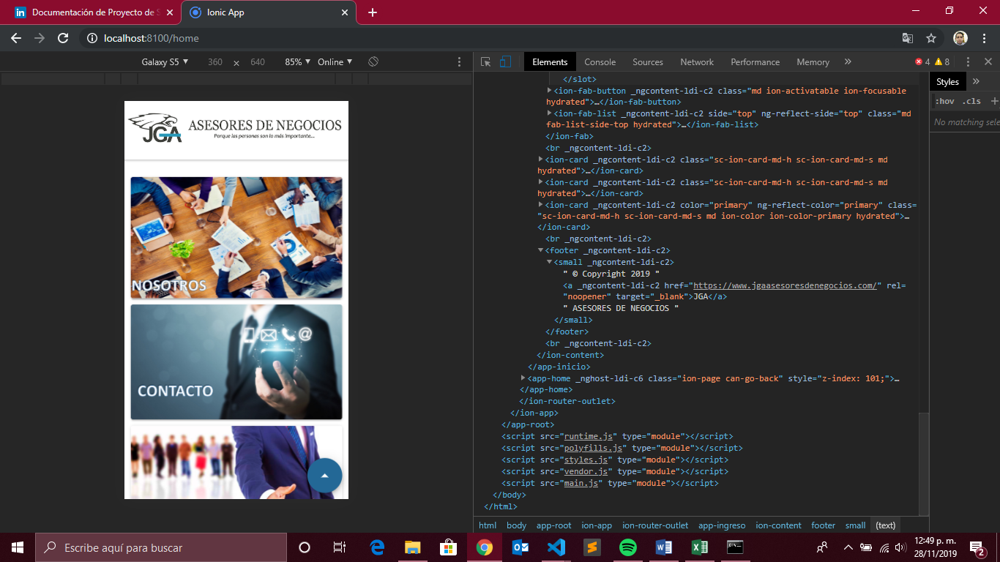 Documentación de Proyecto de S
Ionic App
localhost:8100/home
Galaxy S5 ▼ 360 × 640 85% ▼ Online ▼
Elements Console Sources Network Performance Memory » 4 8
Styles »
:hov .cls +
No matching sele
JGA
ASESORES DE NEGOCIOS
Porque las personas son lo más importante...
NOSOTROS
CONTACTO
</slot>
<ion-fab-button _ngcontent-ldi-c2 class="md ion-activatable ion-focusable
hydrated">…</ion-fab-button>
<ion-fab-list _ngcontent-ldi-c2 side="top" ng-reflect-side="top" class="md
fab-list-side-top hydrated">…</ion-fab-list>
</ion-fab>
<br _ngcontent-ldi-c2>
<ion-card _ngcontent-ldi-c2 class="sc-ion-card-md-h sc-ion-card-md-s md
hydrated">…</ion-card>
<ion-card _ngcontent-ldi-c2 class="sc-ion-card-md-h sc-ion-card-md-s md
hydrated">…</ion-card>
<ion-card _ngcontent-ldi-c2 color="primary" ng-reflect-color="primary" class=
"sc-ion-card-md-h sc-ion-card-md-s md ion-color ion-color-primary hydrated">…
</ion-card>
<br _ngcontent-ldi-c2>
<footer _ngcontent-ldi-c2>
<small _ngcontent-ldi-c2>
" © Copyright 2019 "
<a _ngcontent-ldi-c2 href="https://www.jgaasesoresdenegocios.com/" rel=
"noopener" target="_blank">JGA</a>
" ASESORES DE NEGOCIOS "
</small>
</footer>
<br _ngcontent-ldi-c2>
</ion-content>
</app-inicio>
<app-home _nghost-ldi-c6 class="ion-page can-go-back" style="z-index: 101;">…
</app-home>
</ion-router-outlet>
</ion-app>
</app-root>
<script src="runtime.js" type="module"></script>
<script src="polyfills.js" type="module"></script>
<script src="styles.js" type="module"></script>
<script src="vendor.js" type="module"></script>
<script src="main.js" type="module"></script>
</body>
</html>
html body app-root ion-app ion-router-outlet app-ingreso ion-content footer small (text)
Escribe aquí para buscar
12:49 p. m.
28/11/2019
2